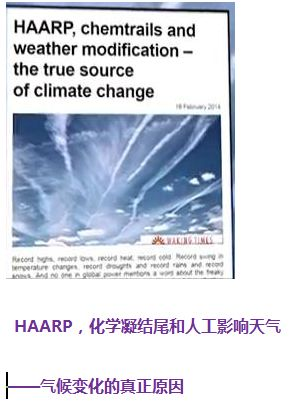 HAARP, chemtrails and
weather modification –
the true source
of climate change
18 February 2014
WAKING TIMES
Record highs, record lows, record heat, record cold. Record swing in
temperature changes, record droughts and record rains and record
snows. And no one in global power mentions a word about the freaky
HAARP，化学凝结尾和人工影响天气
——气候变化的真正原因